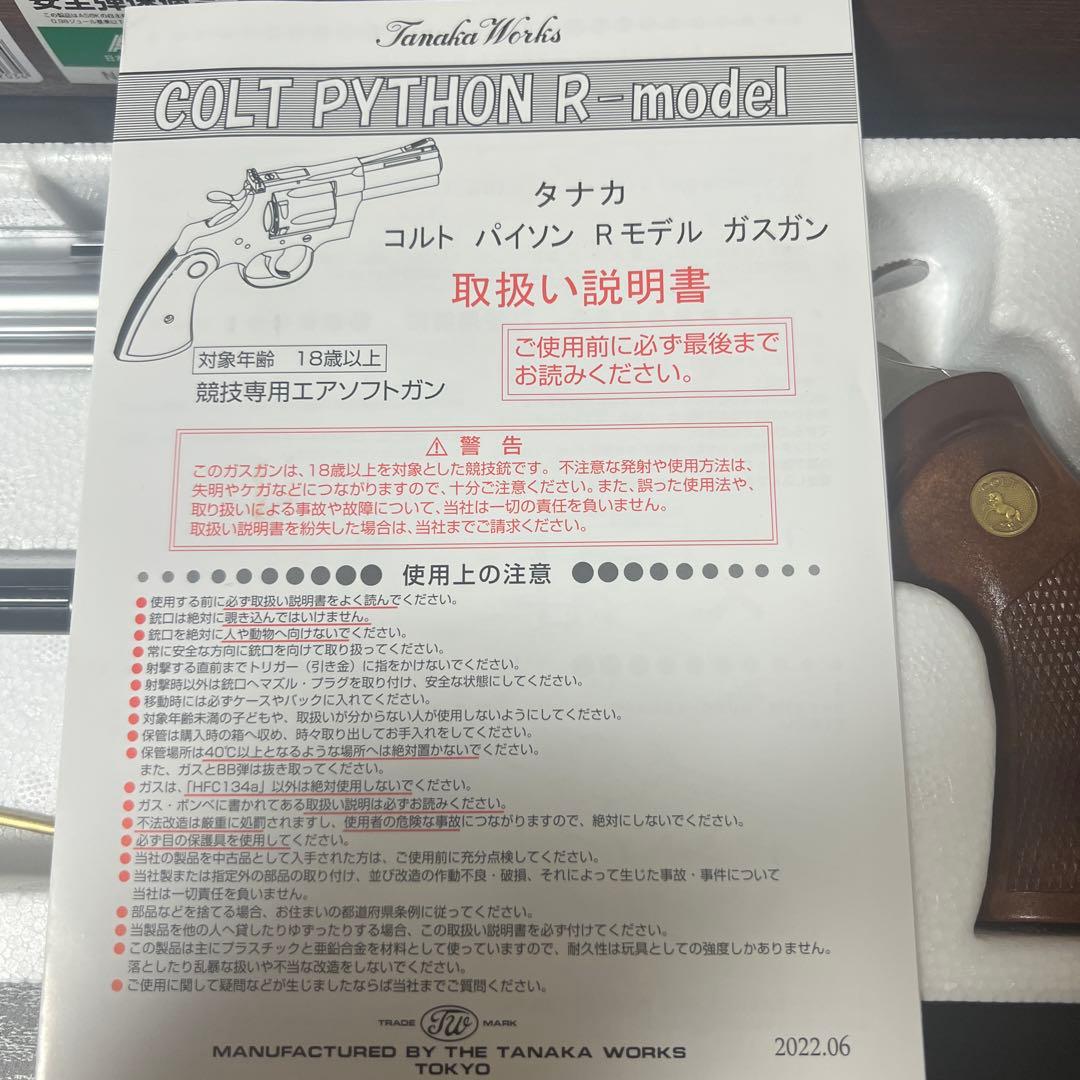 安全弾保
この製品はASGKの自主
0.98ジュール基準以下
Tanaka Works
COLT PYTHON R-model
タナカ
コルト パイソン Rモデル ガスガン
取扱い説明書
対象年齢 18歳以上
競技専用エアソフトガン
ご使用前に必ず最後まで
お読みください。
⚠ 警告
このガスガンは、18歳以上を対象とした競技銃です。不注意な発射や使用方法は、
失明やケガなどにつながりますので、十分ご注意ください。また、誤った使用法や、
取り扱いによる事故や故障について、当社は一切の責任を負いません。
取扱い説明書を紛失した場合は、当社までご請求ください。
使用上の注意
●使用する前に必ず取扱い説明書をよく読んでください。
●銃口は絶対に覗き込んではいけません。
●銃口を絶対に人や動物へ向けないでください。
●常に安全な方向に銃口を向けて取り扱ってください。
●射撃する直前までトリガー（引き金）に指をかけないでください。
●射撃時以外は銃口へマズル・プラグを取り付け、安全な状態にしてください。
●移動時には必ずケースやバックに入れてください。
●対象年齢未満の子どもや、取扱いが分からない人が使用しないようにしてください。
●保管は購入時の箱へ収め、時々取り出してお手入れをしてください。
●保管場所は40℃以上となるような場所へは絶対置かないでください。
また、ガスとBB弾は抜き取ってください。
●ガスは、「HFC134a」以外は絶対使用しないでください。
●ガス・ボンベに書かれてある取扱い説明は必ずお読みください。
●不法改造は厳重に処罰されますし、使用者の危険な事故につながりますので、絶対にしないでください。
●必ず目の保護具を使用してください。
●当社の製品を中古品として入手された方は、ご使用前に充分点検してください。
●当社製または指定外の部品の取り付け、並び改造の作動不良・破損、それによって生じた事故・事件について
当社は一切責任を負いません。
●部品などを捨てる場合、お住まいの都道府県条例に従ってください。
●当製品を他の人へ貸したりゆずったりする場合、この取扱い説明書を必ず付けてください。
●この製品は主にプラスチックと亜鉛合金を材料として使っていますので、耐久性は玩具としての強度しかありません。
落としたり乱暴な扱いや不当な改造をしないでください。
●ご使用に関して疑問などが生じましたならば当社までご質問ください。
TRADE TW MARK
MANUFACTURED BY THE TANAKA WORKS
TOKYO
2022.06
COLT